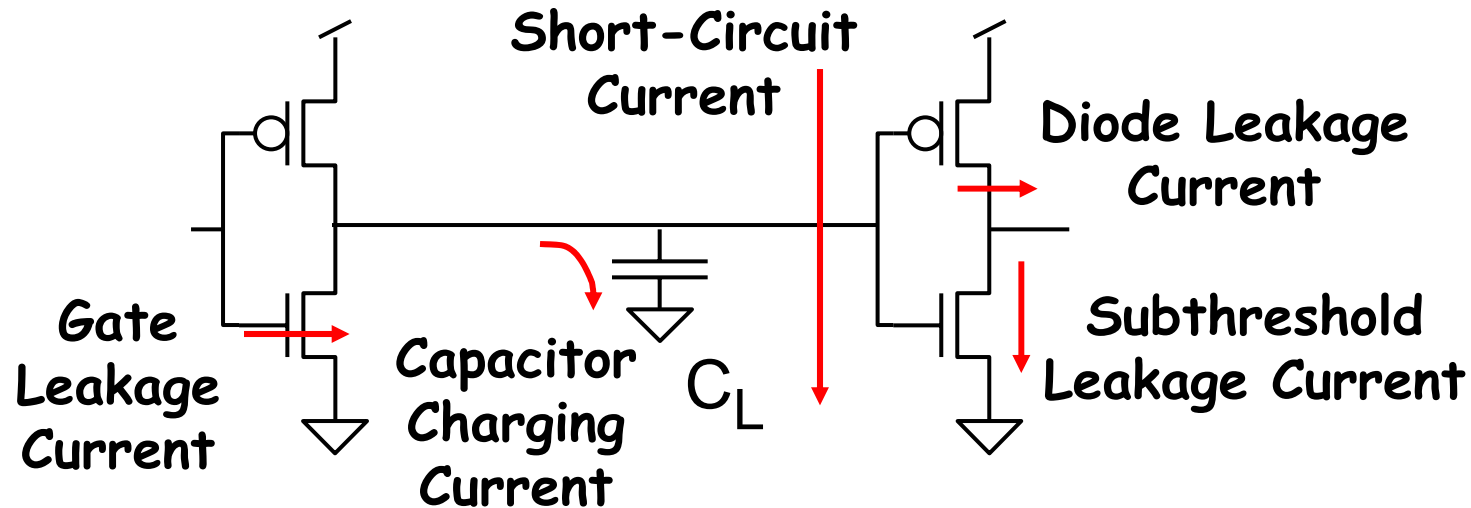 Short-Circuit
Current
Diode Leakage
Current
Gate
Leakage
Current
Capacitor
Charging
Current
C_L
Subthreshold
Leakage Current